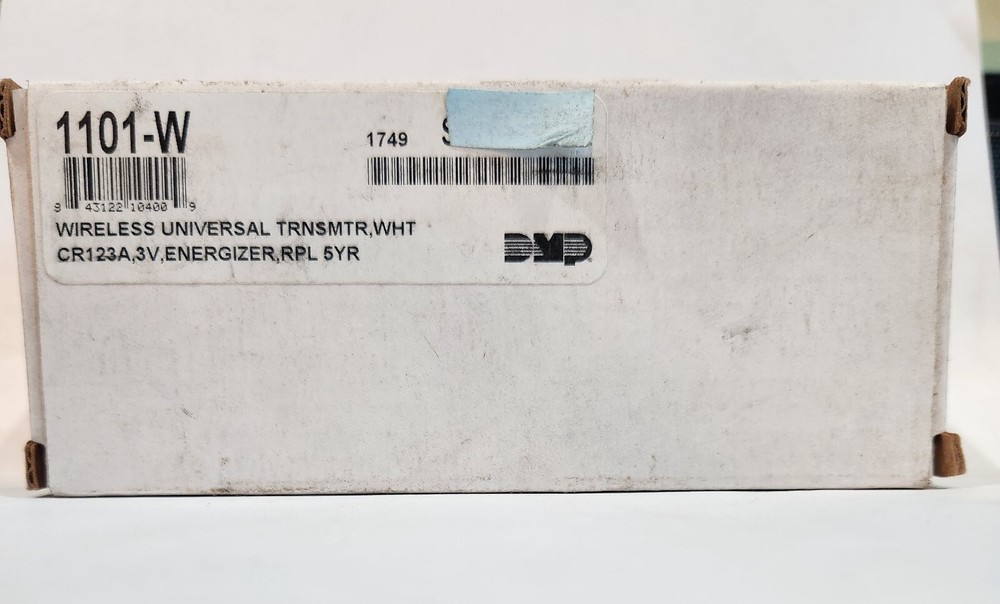 1101-W
1749 S
9 43122 10400 9
WIRELESS UNIVERSAL TRNSMTR,WHT
CR123A,3V,ENERGIZER,RPL 5YR
DMP